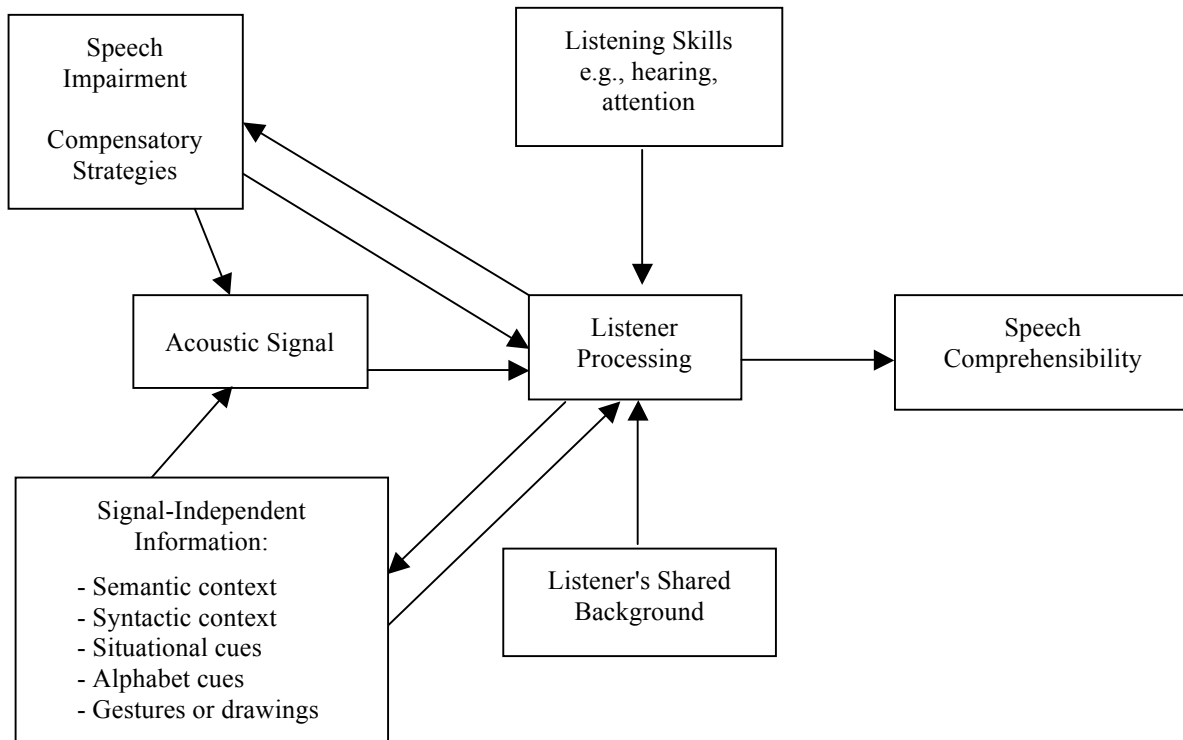 Speech
Impairment
Compensatory
Strategies
Listening Skills
e.g., hearing,
attention
Acoustic Signal
Listener
Processing
Speech
Comprehensibility
Signal-Independent
Information:
- Semantic context
- Syntactic context
- Situational cues
- Alphabet cues
- Gestures or drawings
Listener's Shared
Background